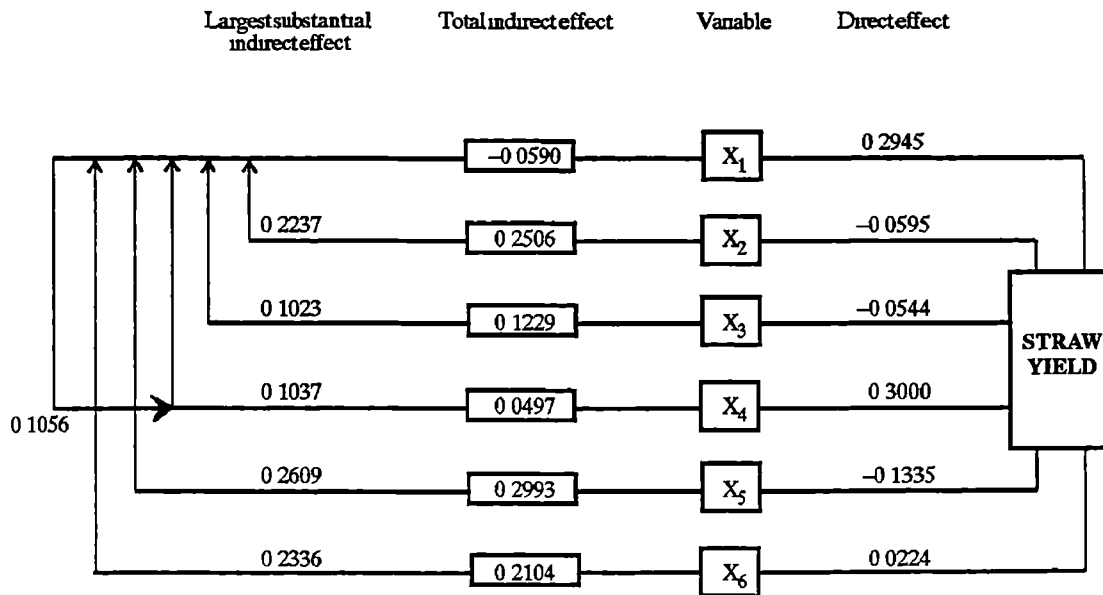 Largest substantial Total indirect effect Variable Direct effect
indirect effect
–0 0590 X1 0 2945
0 2237 0 2506 X2 –0 0595
0 1023 0 1229 X3 –0 0544
STRAW
YIELD
0 1037 0 0497 X4 0 3000
0 1056
0 2609 0 2993 X5 –0 1335
0 2336 0 2104 X6 0 0224